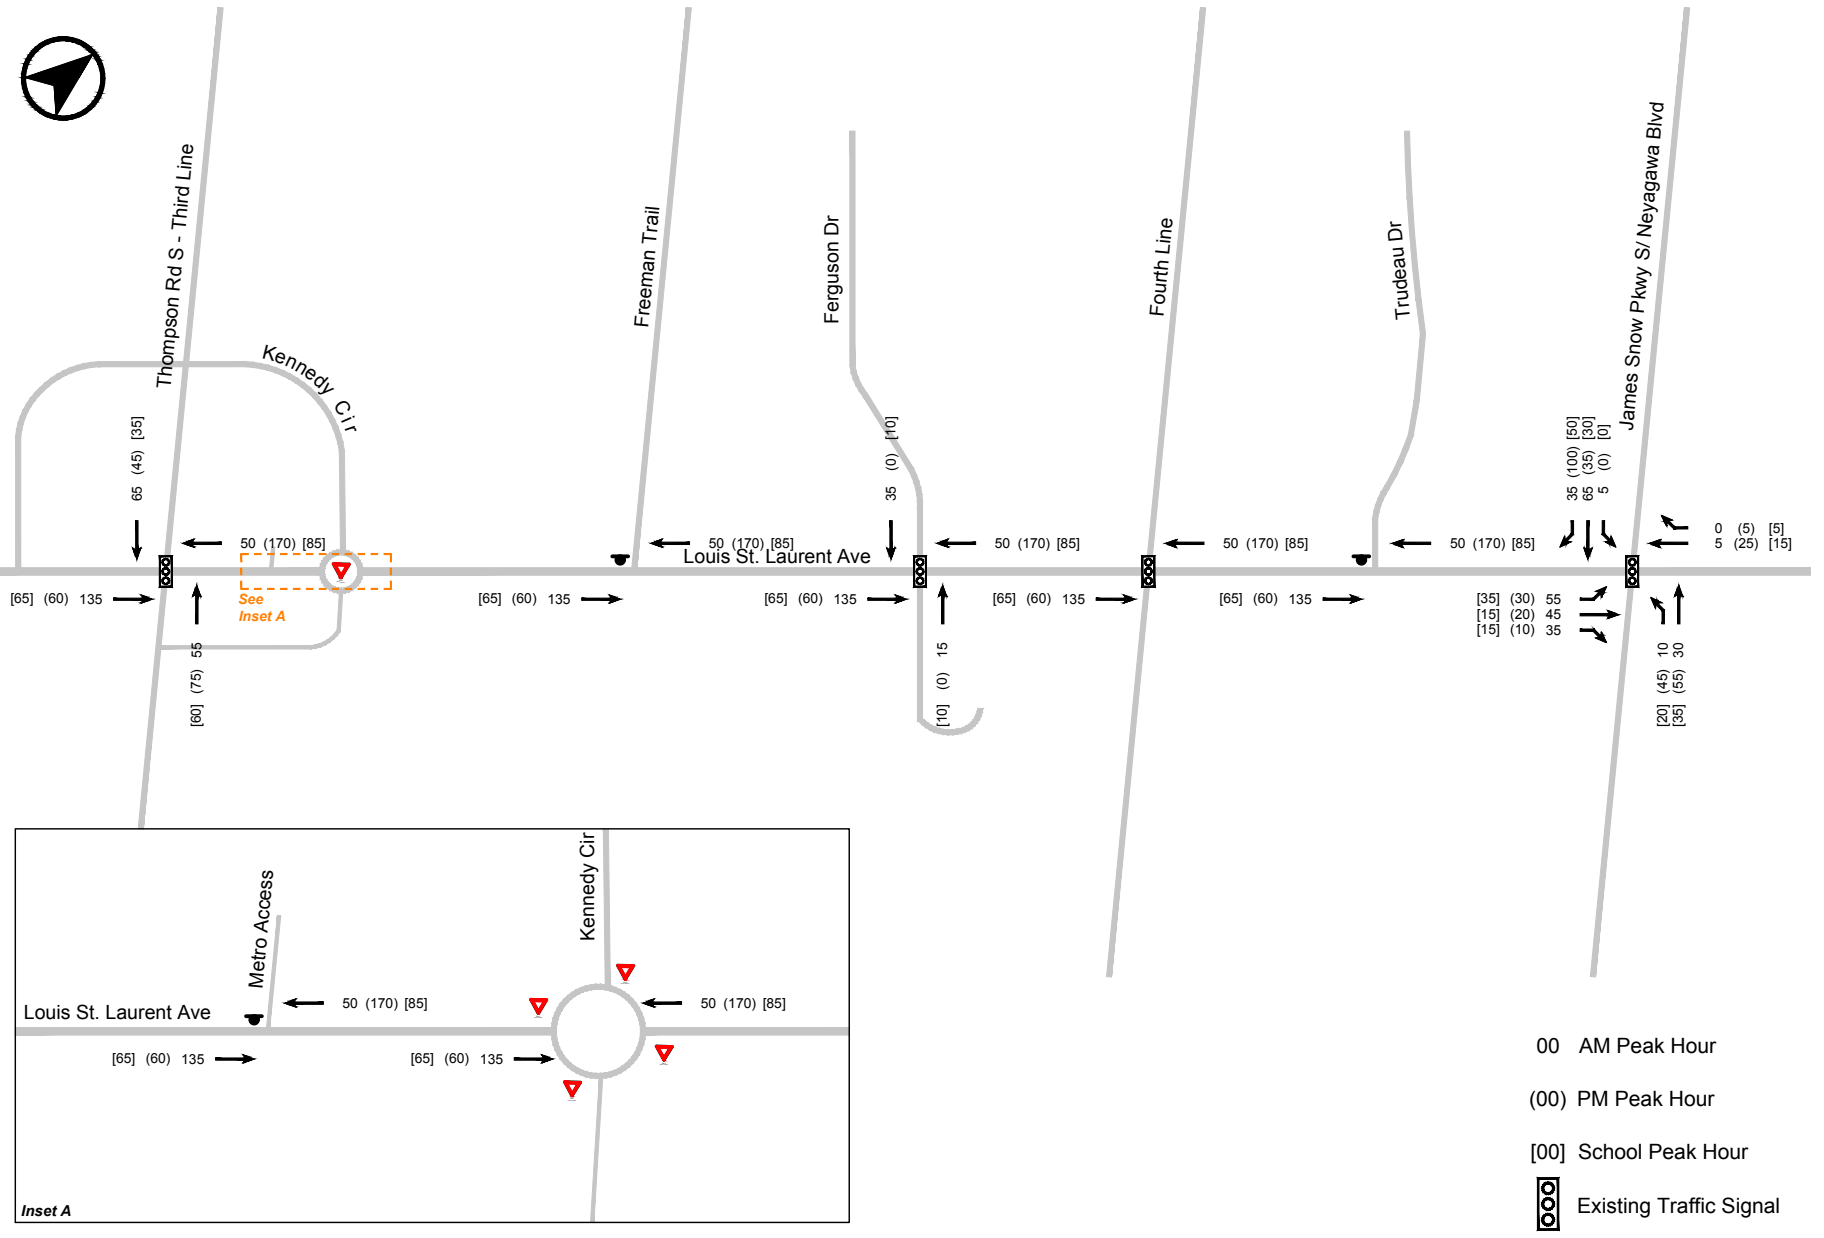 Thompson Rd S - Third Line
Kennedy Cir
Freeman Trail
Ferguson Dr
Fourth Line
Trudeau Dr
James Snow Pkwy S/ Neyagawa Blvd
65 (45) [35]
50 (170) [85]
[65] (60) 135
[60] (75) 55
See
Inset A
50 (170) [85]
[65] (60) 135
Louis St. Laurent Ave
35 (0) [10]
50 (170) [85]
[65] (60) 135
[10] (0) 15
50 (170) [85]
[65] (60) 135
50 (170) [85]
[65] (60) 135
35 (100) [50]
65 (35) [30]
5 (0) [0]
0 (5) [5]
5 (25) [15]
[35] (30) 55
[15] (20) 45
[15] (10) 35
[20] (45) 10
[35] (55) 30
Metro Access
Kennedy Cir
Louis St. Laurent Ave
50 (170) [85]
50 (170) [85]
[65] (60) 135
[65] (60) 135
Inset A
00 AM Peak Hour
(00) PM Peak Hour
[00] School Peak Hour
Existing Traffic Signal